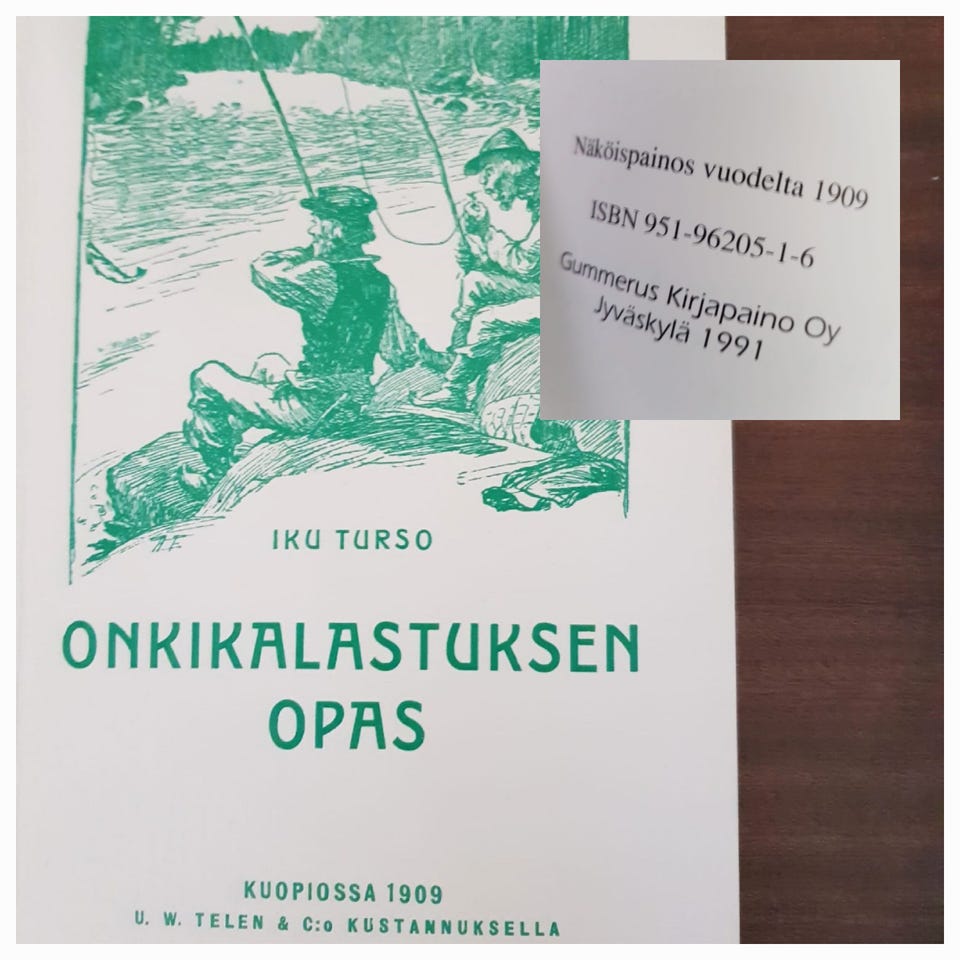 IKU TURSO
ONKIKALASTUKSEN
OPAS
KUOPIOSSA 1909
U. W. TELEN & C:o KUSTANNUKSELLA
Näköispainos vuodelta 1909
ISBN 951-96205-1-6
Gummerus Kirjapaino Oy
Jyväskylä 1991